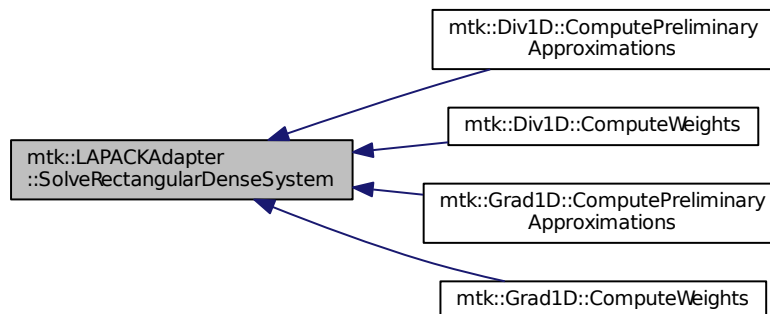 mtk::LAPACKAdapter
::SolveRectangularDenseSystem
mtk::Div1D::ComputePreliminary
Approximations
mtk::Div1D::ComputeWeights
mtk::Grad1D::ComputePreliminary
Approximations
mtk::Grad1D::ComputeWeights